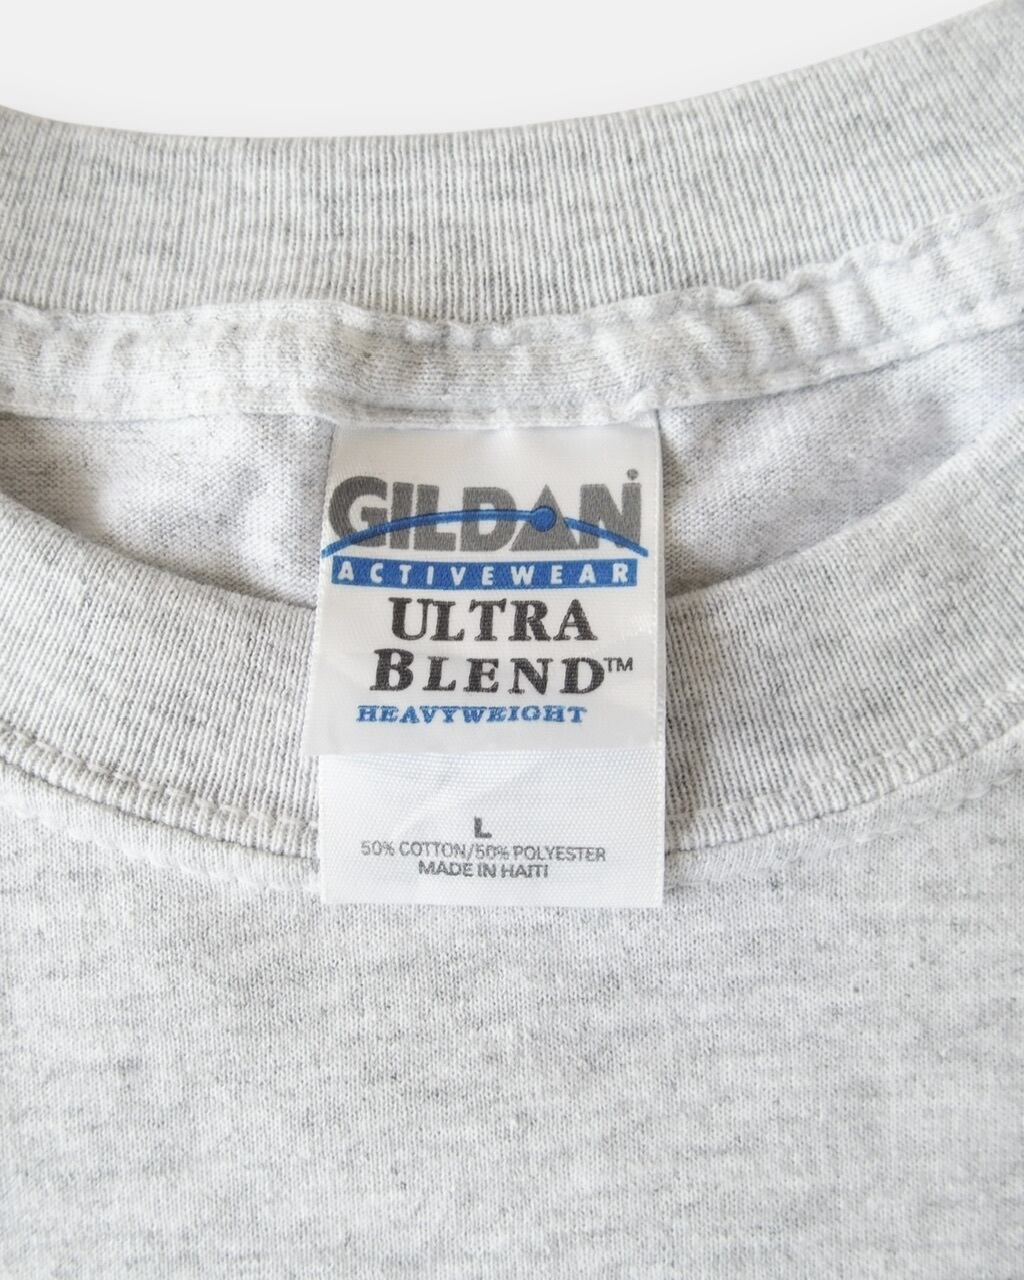 GILDAN®
ACTIVEWEAR
ULTRA
BLEND™
HEAVYWEIGHT
L
50% COTTON/50% POLYESTER
MADE IN HAITI